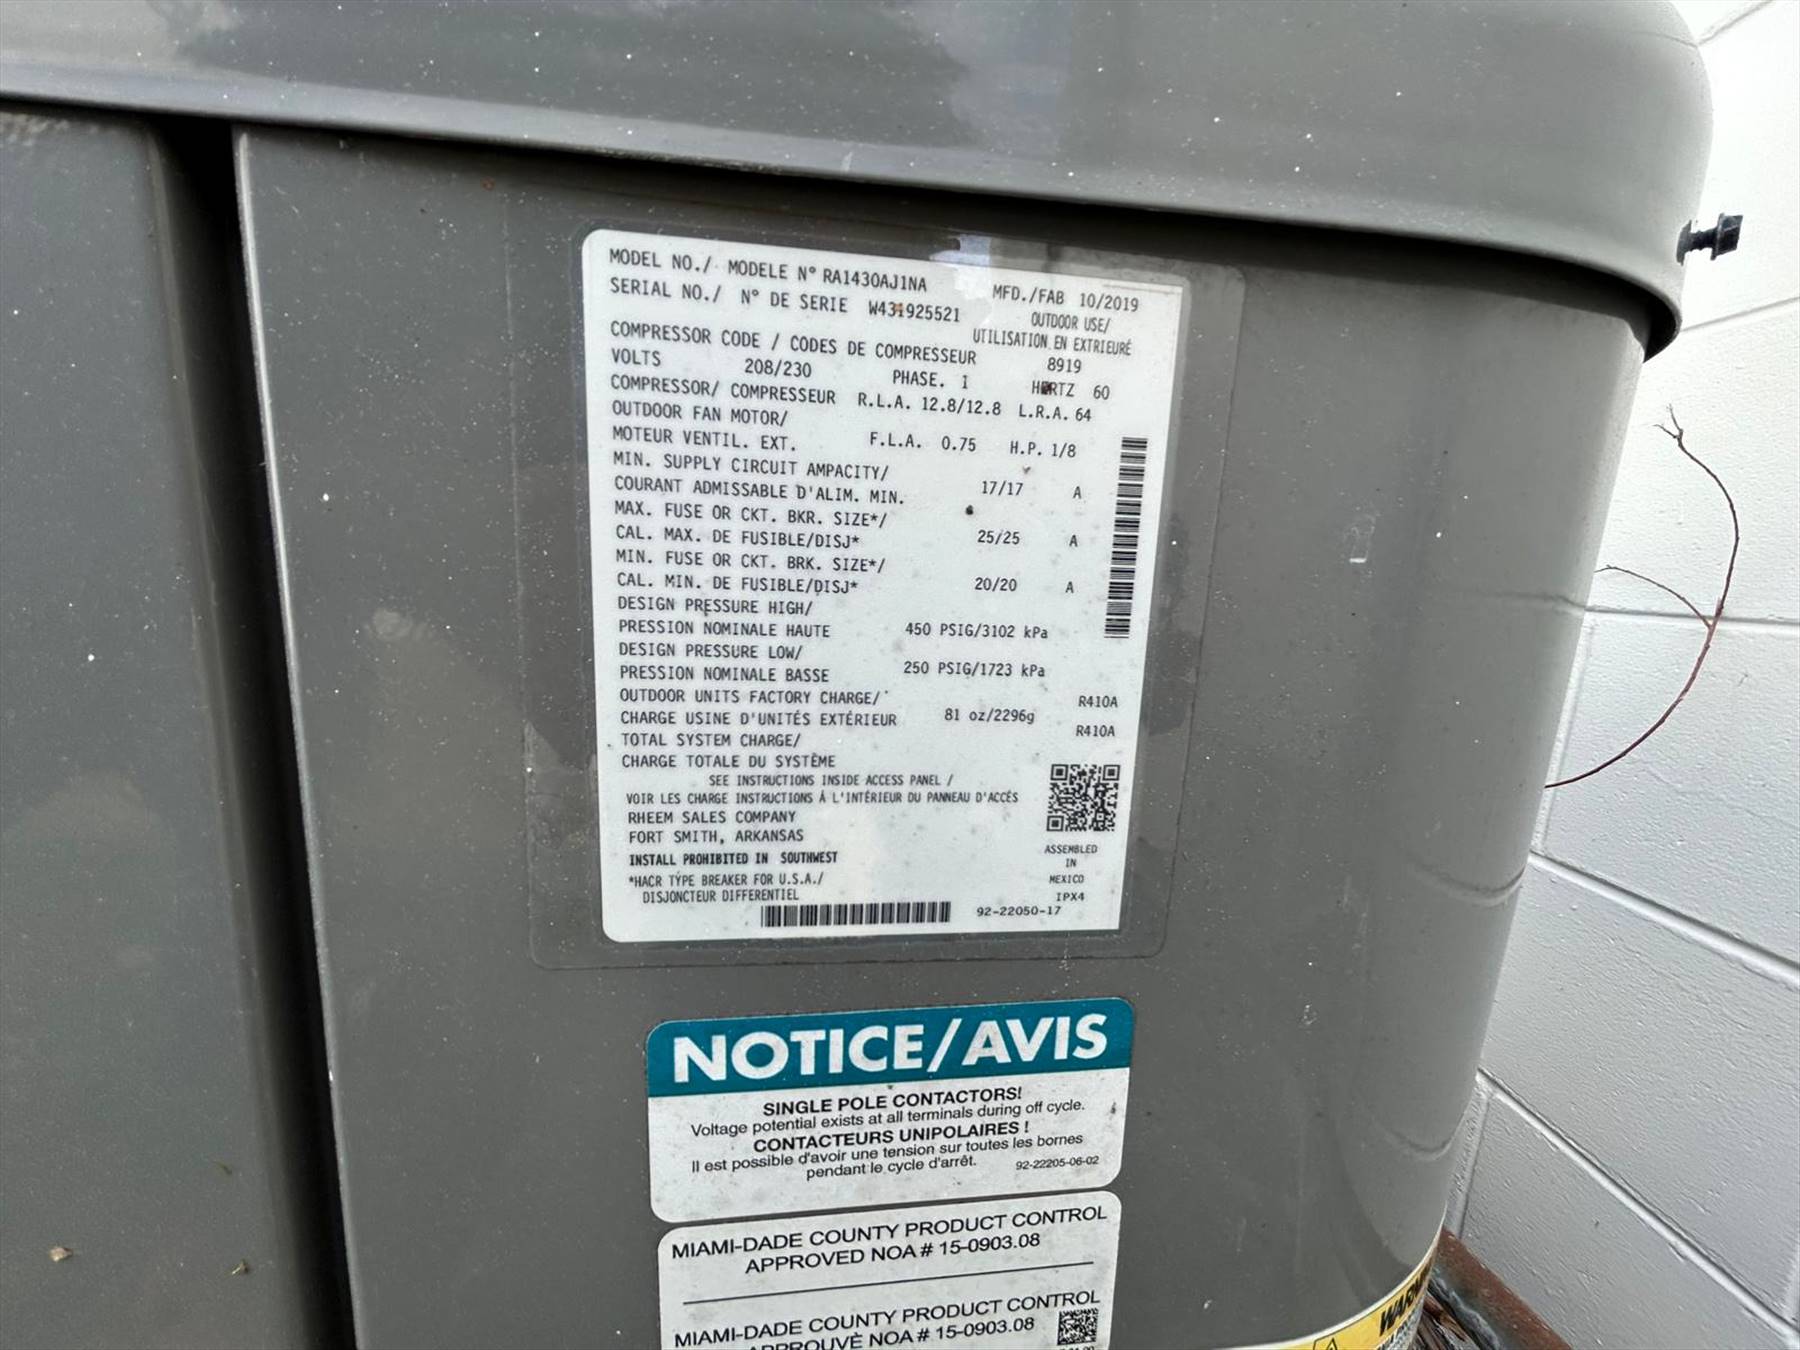 MODEL NO./ MODELE N° RA1430AJ1NA MFD./FAB 10/2019
SERIAL NO./ N° DE SERIE W431925521 OUTDOOR USE/
UTILISATION EN EXTRIEURÉ
COMPRESSOR CODE / CODES DE COMPRESSEUR 8919
VOLTS 208/230 PHASE. 1 HERTZ 60
COMPRESSOR/ COMPRESSEUR R.L.A. 12.8/12.8 L.R.A. 64
OUTDOOR FAN MOTOR/
MOTEUR VENTIL. EXT. F.L.A. 0.75 H.P. 1/8
MIN. SUPPLY CIRCUIT AMPACITY/
COURANT ADMISSABLE D'ALIM. MIN. 17/17 A
MAX. FUSE OR CKT. BKR. SIZE*/
CAL. MAX. DE FUSIBLE/DISJ* 25/25 A
MIN. FUSE OR CKT. BRK. SIZE*/
CAL. MIN. DE FUSIBLE/DISJ* 20/20 A
DESIGN PRESSURE HIGH/
PRESSION NOMINALE HAUTE 450 PSIG/3102 kPa
DESIGN PRESSURE LOW/
PRESSION NOMINALE BASSE 250 PSIG/1723 kPa
OUTDOOR UNITS FACTORY CHARGE/ R410A
CHARGE USINE D'UNITÉS EXTÉRIEUR 81 oz/2296g
TOTAL SYSTEM CHARGE/ R410A
CHARGE TOTALE DU SYSTÈME
SEE INSTRUCTIONS INSIDE ACCESS PANEL /
VOIR LES CHARGE INSTRUCTIONS À L'INTÉRIEUR DU PANNEAU D'ACCÈS
RHEEM SALES COMPANY
FORT SMITH, ARKANSAS
INSTALL PROHIBITED IN SOUTHWEST
*HACR TYPE BREAKER FOR U.S.A./
DISJONCTEUR DIFFERENTIEL
ASSEMBLED
IN
MEXICO
IPX4
92-22050-17
NOTICE/AVIS
SINGLE POLE CONTACTORS!
Voltage potential exists at all terminals during off cycle.
CONTACTEURS UNIPOLAIRES !
Il est possible d'avoir une tension sur toutes les bornes
pendant le cycle d'arrêt. 92-22205-06-02
MIAMI-DADE COUNTY PRODUCT CONTROL
APPROVED NOA # 15-0903.08
MIAMI-DADE COUNTY PRODUCT CONTROL
APPROUVÈ NOA # 15-0903.08